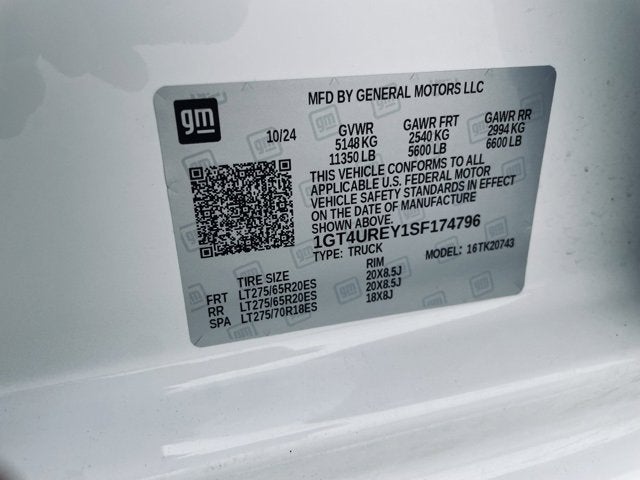 gm
MFD BY GENERAL MOTORS LLC
10/24 GVWR GAWR FRT GAWR RR
5148 KG 2540 KG 2994 KG
11350 LB 5600 LB 6600 LB
THIS VEHICLE CONFORMS TO ALL
APPLICABLE U.S. FEDERAL MOTOR
VEHICLE SAFETY STANDARDS IN EFFECT
ON THE DATE OF MANUFACTURE
SHOWN ABOVE.
1GT4UREY1SF174796
TYPE: TRUCK MODEL: 16TK20743
TIRE SIZE RIM
FRT LT275/65R20ES 20X8.5J
RR LT275/65R20ES 20X8.5J
SPA LT275/70R18ES 18X8J